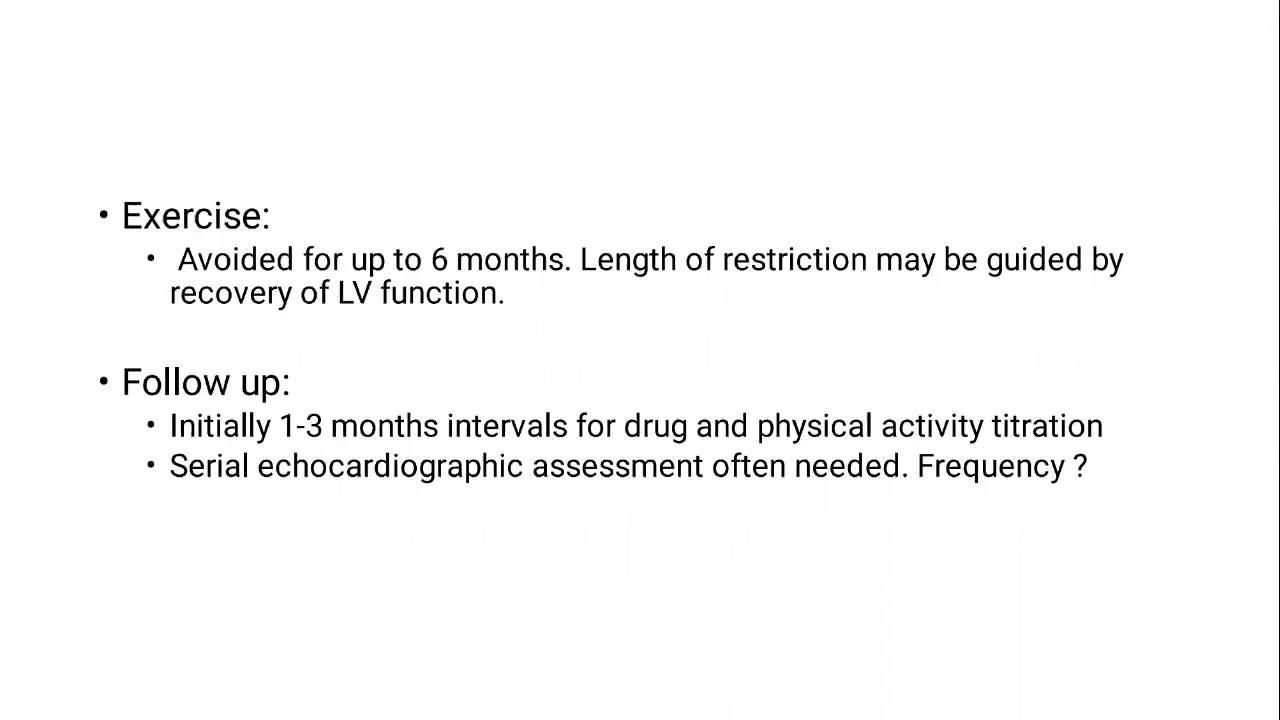 • Exercise:
• Avoided for up to 6 months. Length of restriction may be guided by
recovery of LV function.
• Follow up:
• Initially 1-3 months intervals for drug and physical activity titration
• Serial echocardiographic assessment often needed. Frequency ?